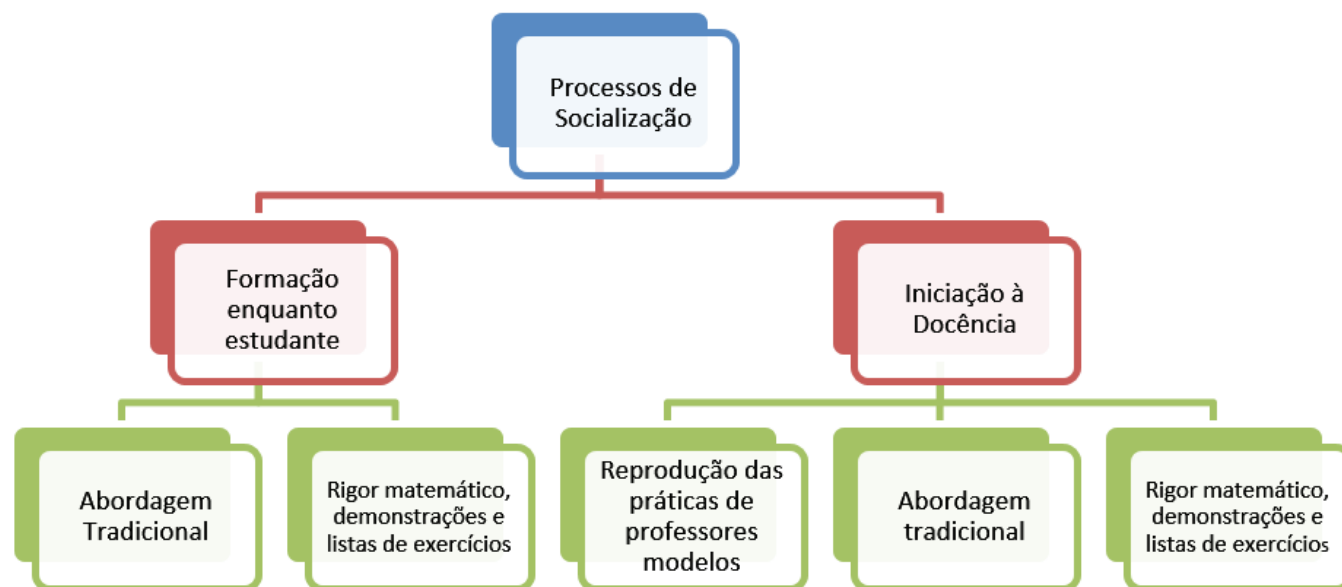 Processos de
Socialização
Formação
enquanto
estudante
Iniciação à
Docência
Abordagem
Tradicional
Rigor matemático,
demonstrações e
listas de exercícios
Reprodução das
práticas de
professores
modelos
Abordagem
tradicional
Rigor matemático,
demonstrações e
listas de exercícios